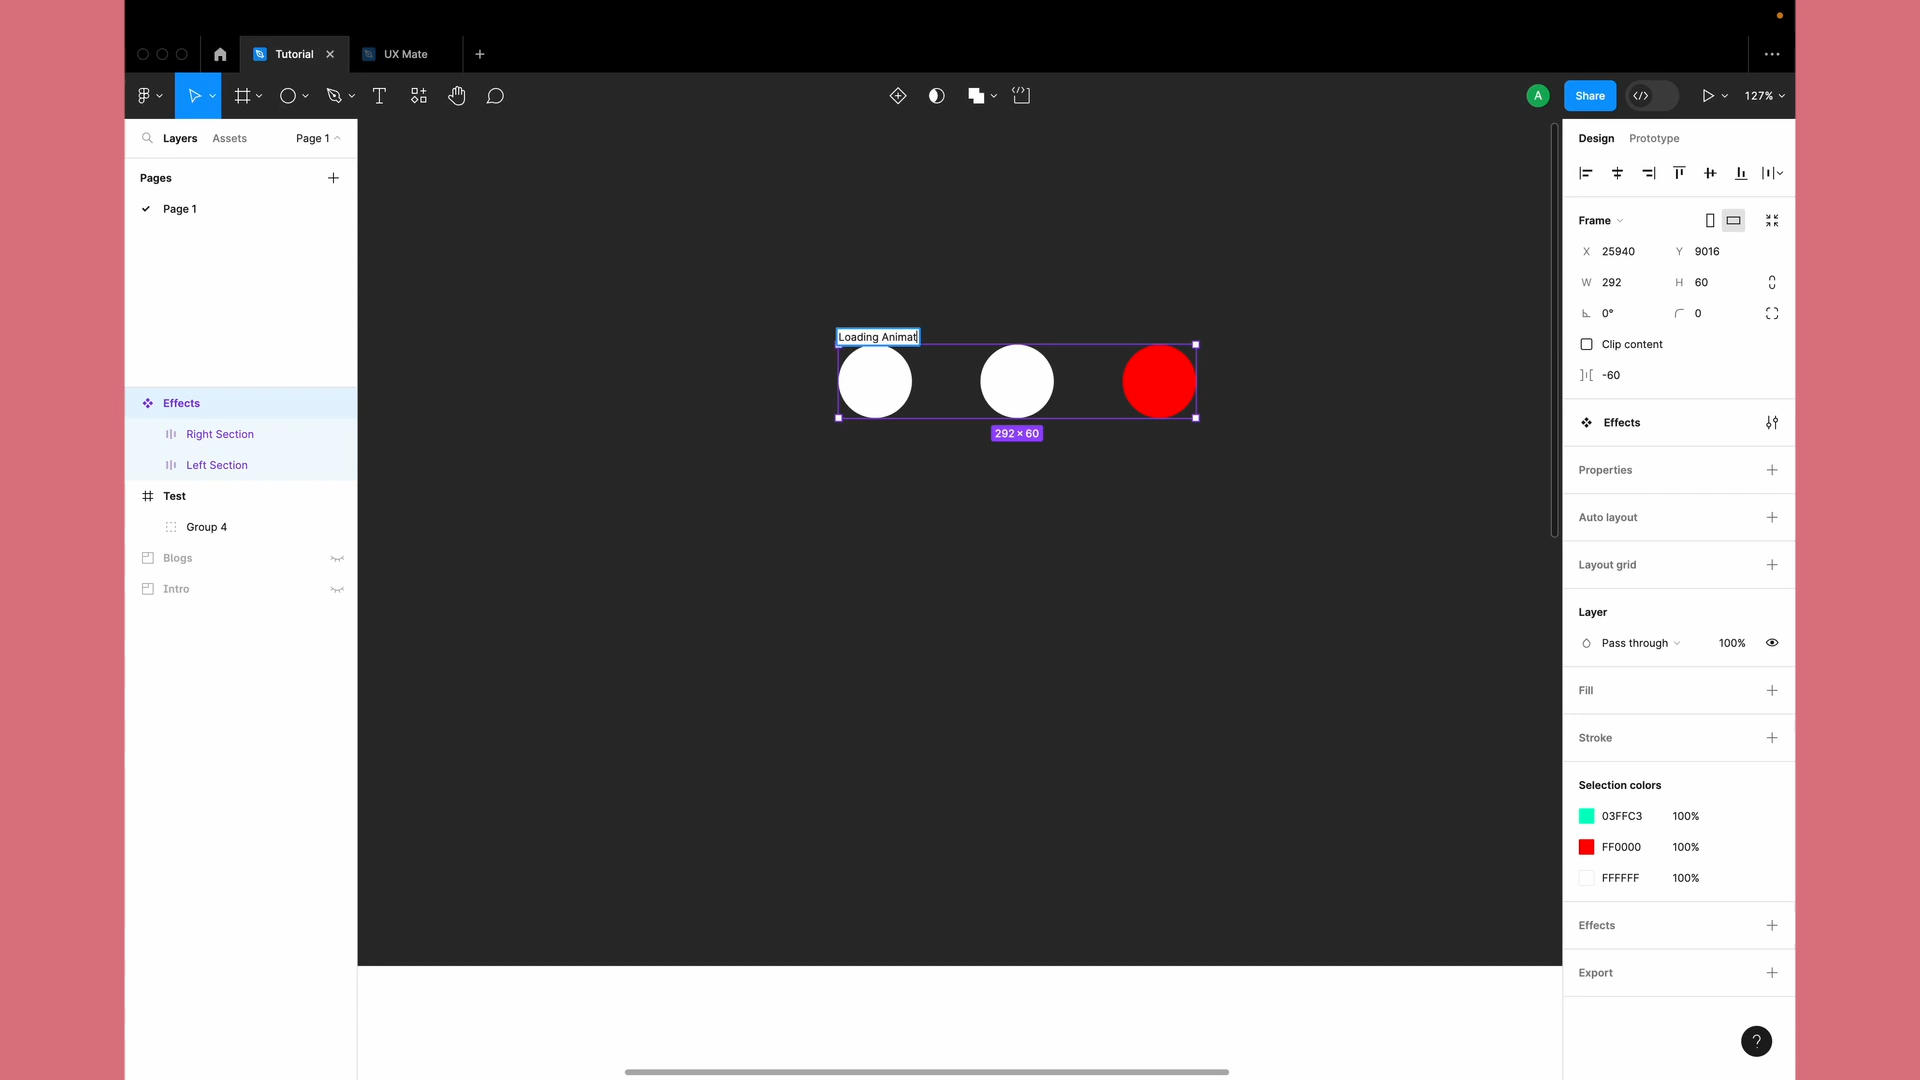 Tutorial
UX Mate
A
Share
127%
Layers
Assets
Page 1
Pages
Page 1
Effects
Right Section
Left Section
Test
Group 4
Blogs
Intro
Loading Animat
292 × 60
Design
Prototype
Frame
X 25940 Y 9016
W 292 H 60
0° 0
Clip content
-60
Effects
Properties
Auto layout
Layout grid
Layer
Pass through 100%
Fill
Stroke
Selection colors
03FFC3 100%
FF0000 100%
FFFFFF 100%
Effects
Export
?